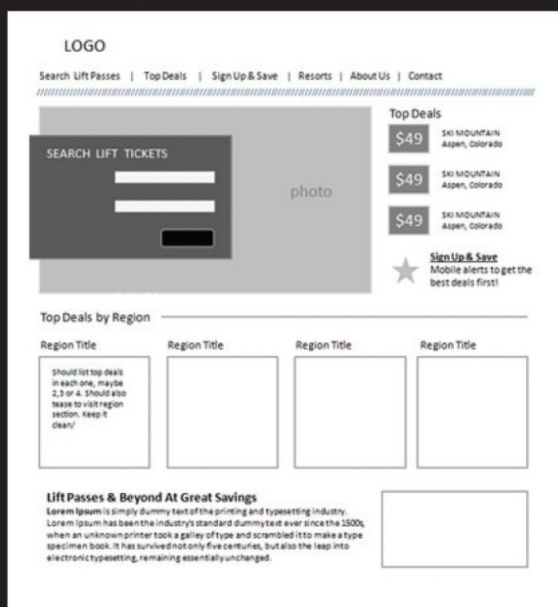 LOGO
Search Lift Passes | Top Deals | Sign Up & Save | Resorts | About Us | Contact
SEARCH LIFT TICKETS
photo
Top Deals
$49
SKI MOUNTAIN
Aspen, Colorado
$49
SKI MOUNTAIN
Aspen, Colorado
$49
SKI MOUNTAIN
Aspen, Colorado
Sign Up & Save
Mobile alerts to get the
best deals first!
Top Deals by Region
Region Title
Region Title
Region Title
Region Title
Should list top deals
in each one, maybe
2,3 or 4. Should also
tease to visit region
section. Keep it
clean/
Lift Passes & Beyond At Great Savings
Lorem Ipsum is simply dummy text of the printing and typesetting industry.
Lorem Ipsum has been the industry's standard dummy text ever since the 1500s,
when an unknown printer took a galley of type and scrambled it to make a type
specimen book. It has survived not only five centuries, but also the leap into
electronic typesetting, remaining essentially unchanged.